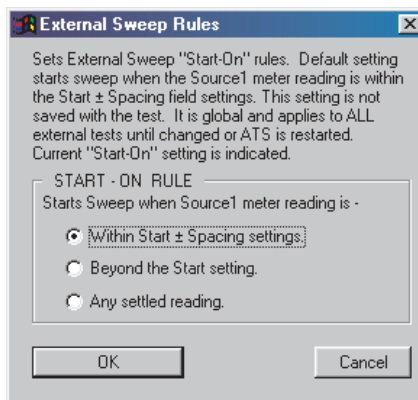 External Sweep Rules
Sets External Sweep "Start-On" rules. Default setting
starts sweep when the Source1 meter reading is within
the Start ± Spacing field settings. This setting is not
saved with the test. It is global and applies to ALL
external tests until changed or ATS is restarted.
Current "Start-On" setting is indicated.
START - ON RULE
Starts Sweep when Source1 meter reading is -
Within Start ± Spacing settings.
Beyond the Start setting.
Any settled reading.
OK
Cancel